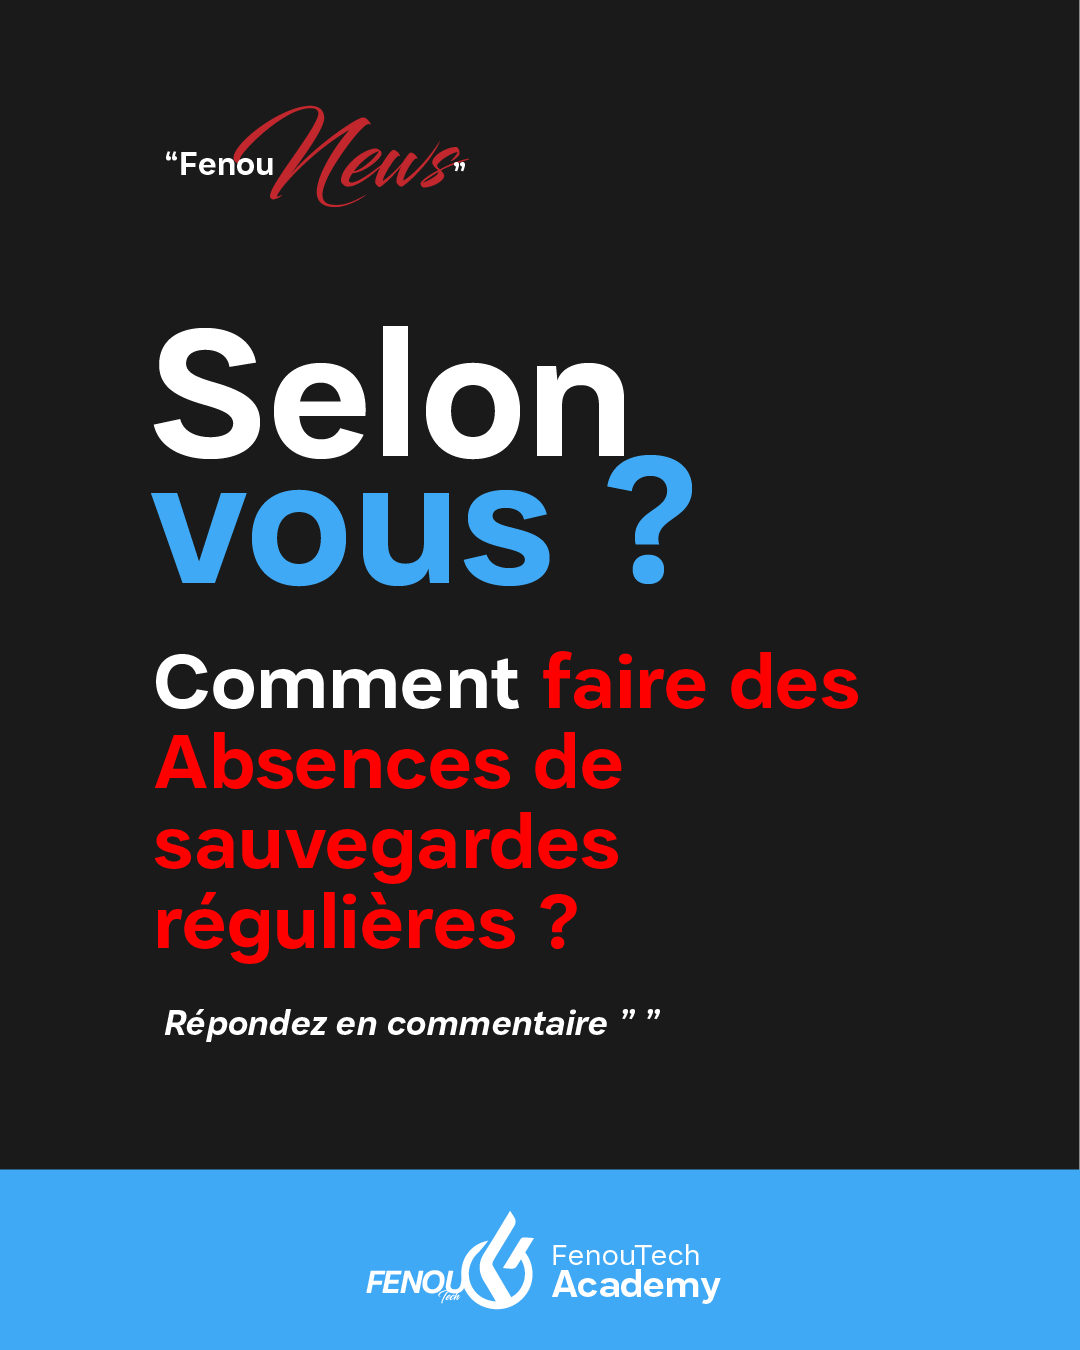 “Fenou News”
Selon
vous ?
Comment faire des
Absences de
sauvegardes
régulières ?
Répondez en commentaire ” ”
FENOU
Tech
FenouTech
Academy